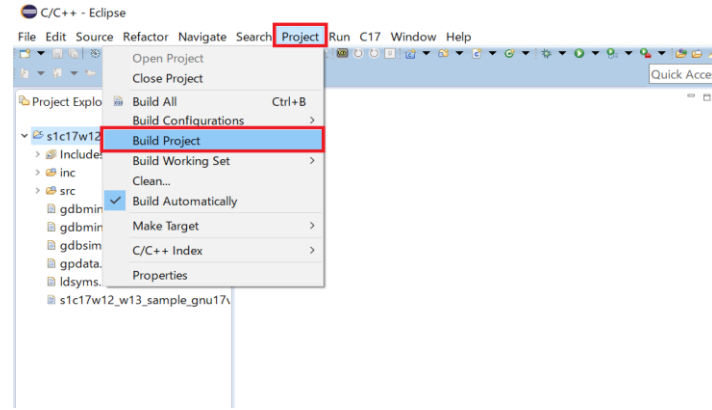 C/C++ - Eclipse
File Edit Source Refactor Navigate Search Project Run C17 Window Help
Quick Acce
Open Project
Close Project
Build All Ctrl+B
Build Configurations >
Build Project
Build Working Set >
Clean...
Build Automatically
Make Target >
C/C++ Index >
Properties
Project Explo
s1c17w12
Includes
inc
src
gdbmin
gdbmin
gdbsim
gpdata.
ldsyms.
s1c17w12_w13_sample_gnu17